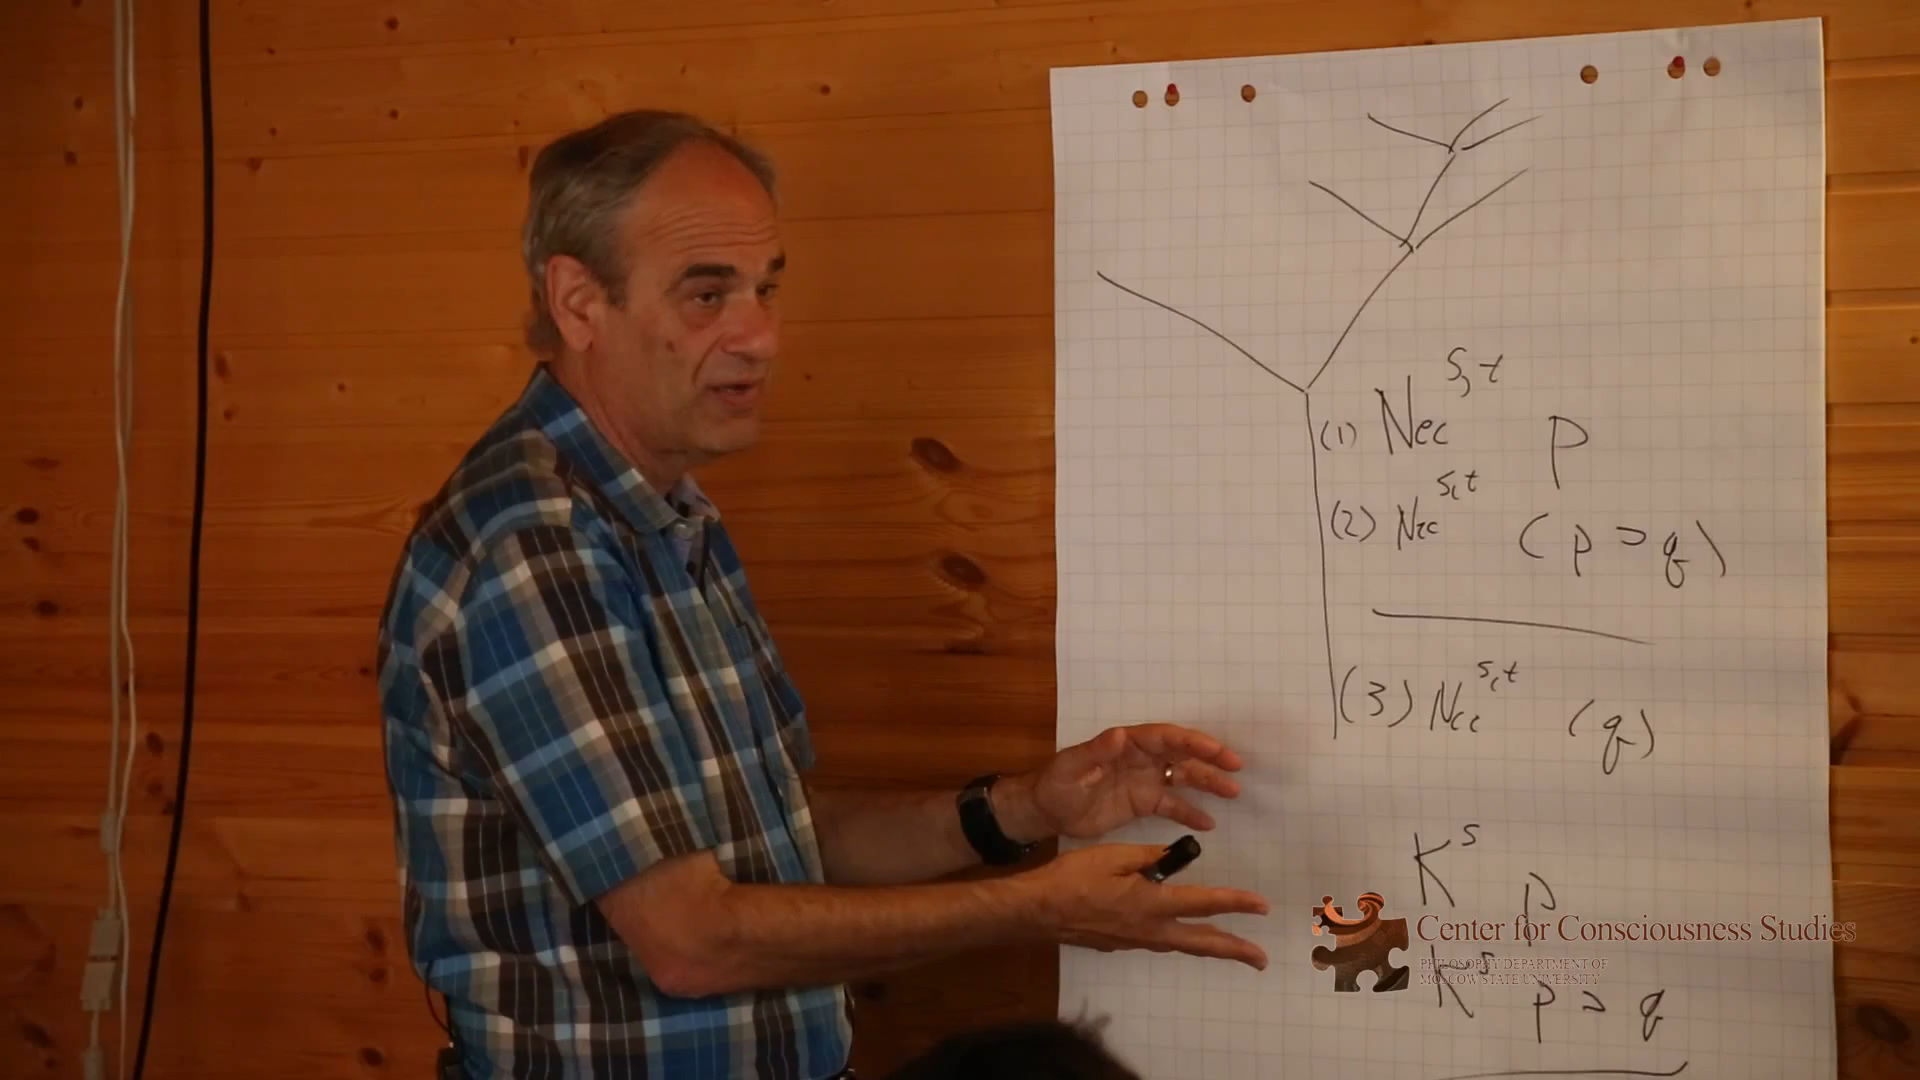 (1) Nec^s,t p
(2) Nec^s,t (p ⊃ q)
(3) Nec^s,t (q)
K^s p
K^s p ⊃ q
Center for Consciousness Studies
PHILOSOPHY DEPARTMENT OF
MOSCOW STATE UNIVERSITY